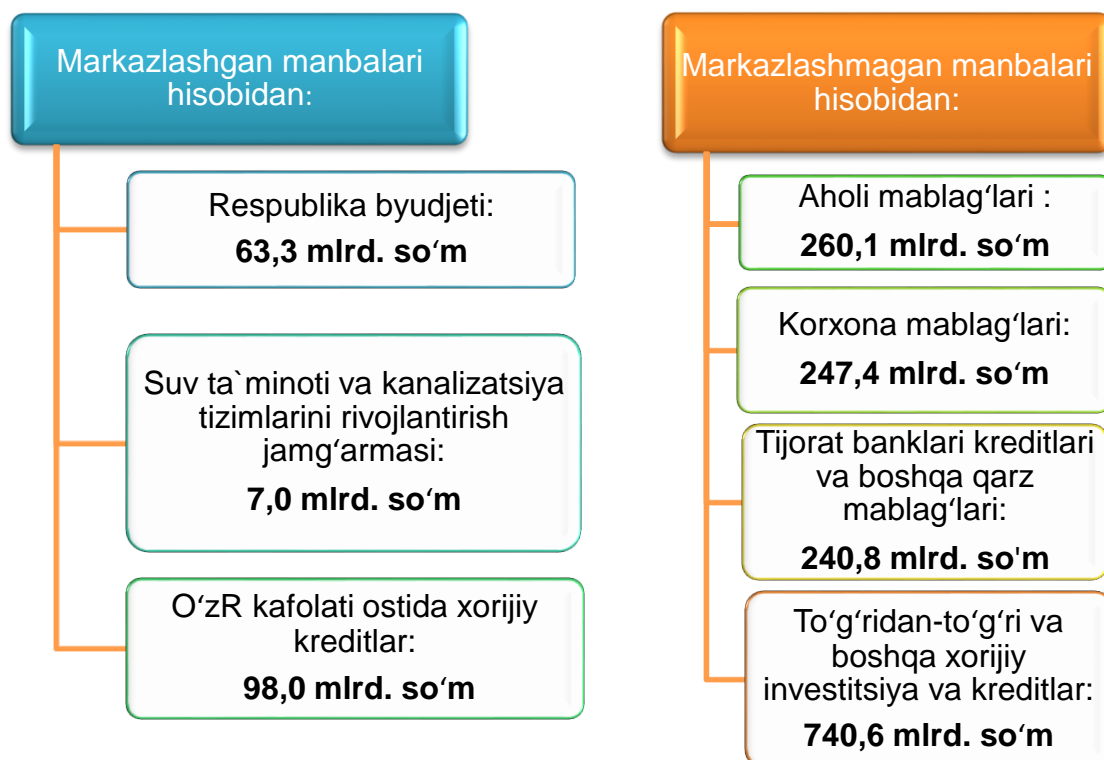 Markazlashgan manbalari
hisobidan:
Respublika byudjeti:
63,3 mlrd. so‘m
Suv ta`minoti va kanalizatsiya
tizimlarini rivojlantirish
jamg‘armasi:
7,0 mlrd. so‘m
O‘zR kafolati ostida xorijiy
kreditlar:
98,0 mlrd. so‘m
Markazlashmagan manbalari
hisobidan:
Aholi mablag‘lari :
260,1 mlrd. so‘m
Korxona mablag‘lari:
247,4 mlrd. so‘m
Tijorat banklari kreditlari
va boshqa qarz
mablag‘lari:
240,8 mlrd. so'm
To‘g‘ridan-to‘g‘ri va
boshqa xorijiy
investitsiya va kreditlar:
740,6 mlrd. so‘m